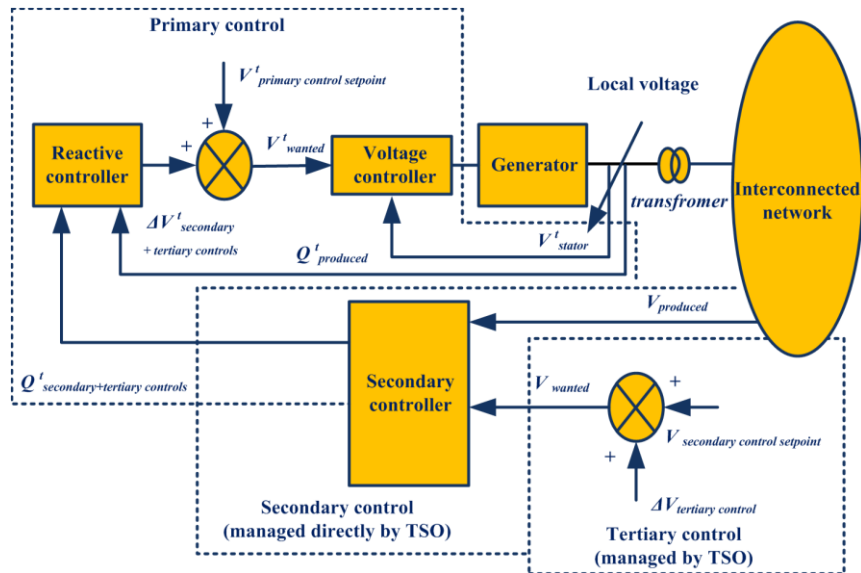 Primary control
V^t primary control setpoint
Local voltage
+
+
Reactive
controller
V^t wanted
Voltage
controller
Generator
transfromer
Interconnected
network
ΔV^t secondary
+ tertiary controls
Q^t produced
V^t stator
V produced
Q^t secondary+tertiary controls
Secondary
controller
V wanted
+
V secondary control setpoint
+
ΔV tertiary control
Secondary control
(managed directly by TSO)
Tertiary control
(managed by TSO)